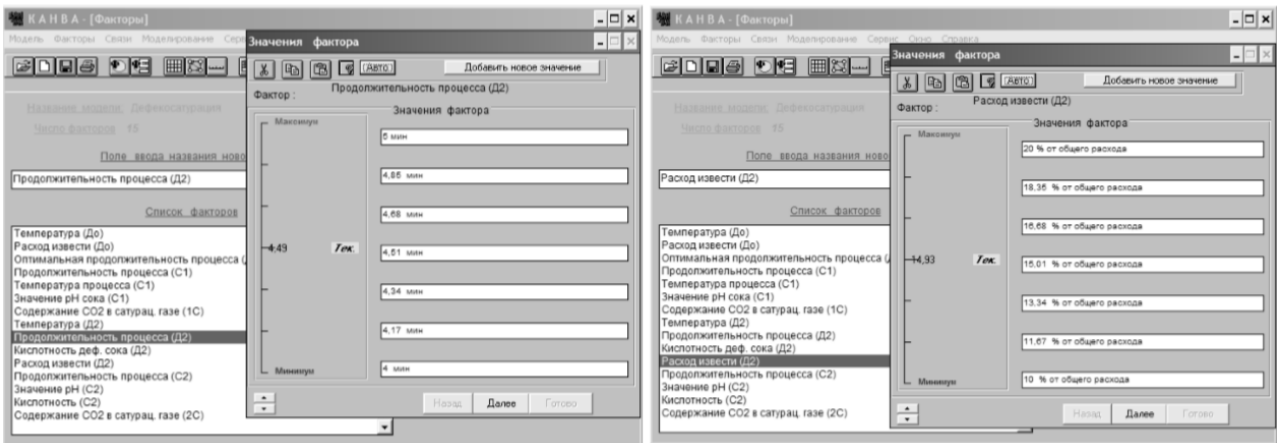 К А Н В А - [Факторы]
Модель Факторы Связи Моделирование
Название модели: Дефекосатурация
Число факторов 15
Поле ввода названия ново
Продолжительность процесса (Д2)
Список факторов
Температура (До)
Расход извести (До)
Оптимальная продолжительность процесса (
Продолжительность процесса (С1)
Температура процесса (С1)
Значение pH сока (С1)
Содержание СО2 в сатурац. газе (1С)
Температура (Д2)
Продолжительность процесса (Д2)
Кислотность деф. сока (Д2)
Расход извести (Д2)
Продолжительность процесса (С2)
Значение pH (С2)
Кислотность (С2)
Содержание СО2 в сатурац. газе (2С)
Значения фактора
Авто
Добавить новое значение
Фактор : Продолжительность процесса (Д2)
Значения фактора
Максимум
4,49 Тек.
Минимум
5 мин
4,85 мин
4,68 мин
4,51 мин
4,34 мин
4,17 мин
4 мин
Назад Далее Готово
К А Н В А - [Факторы]
Модель Факторы Связи Моделирование Сервис Окно Справка
Название модели: Дефекосатурация
Число факторов 15
Поле ввода названия ново
Расход извести (Д2)
Список факторов
Температура (До)
Расход извести (До)
Оптимальная продолжительность процесса (
Продолжительность процесса (С1)
Температура процесса (С1)
Значение pH сока (С1)
Содержание СО2 в сатурац. газе (1С)
Температура (Д2)
Продолжительность процесса (Д2)
Кислотность деф. сока (Д2)
Расход извести (Д2)
Продолжительность процесса (С2)
Значение pH (С2)
Кислотность (С2)
Содержание СО2 в сатурац. газе (2С)
Значения фактора
Авто
Добавить новое значение
Фактор : Расход извести (Д2)
Значения фактора
Максимум
14,93 Тек.
Минимум
20 % от общего расхода
18,35 % от общего расхода
16,68 % от общего расхода
15,01 % от общего расхода
13,34 % от общего расхода
11,67 % от общего расхода
10 % от общего расхода
Назад Далее Готово